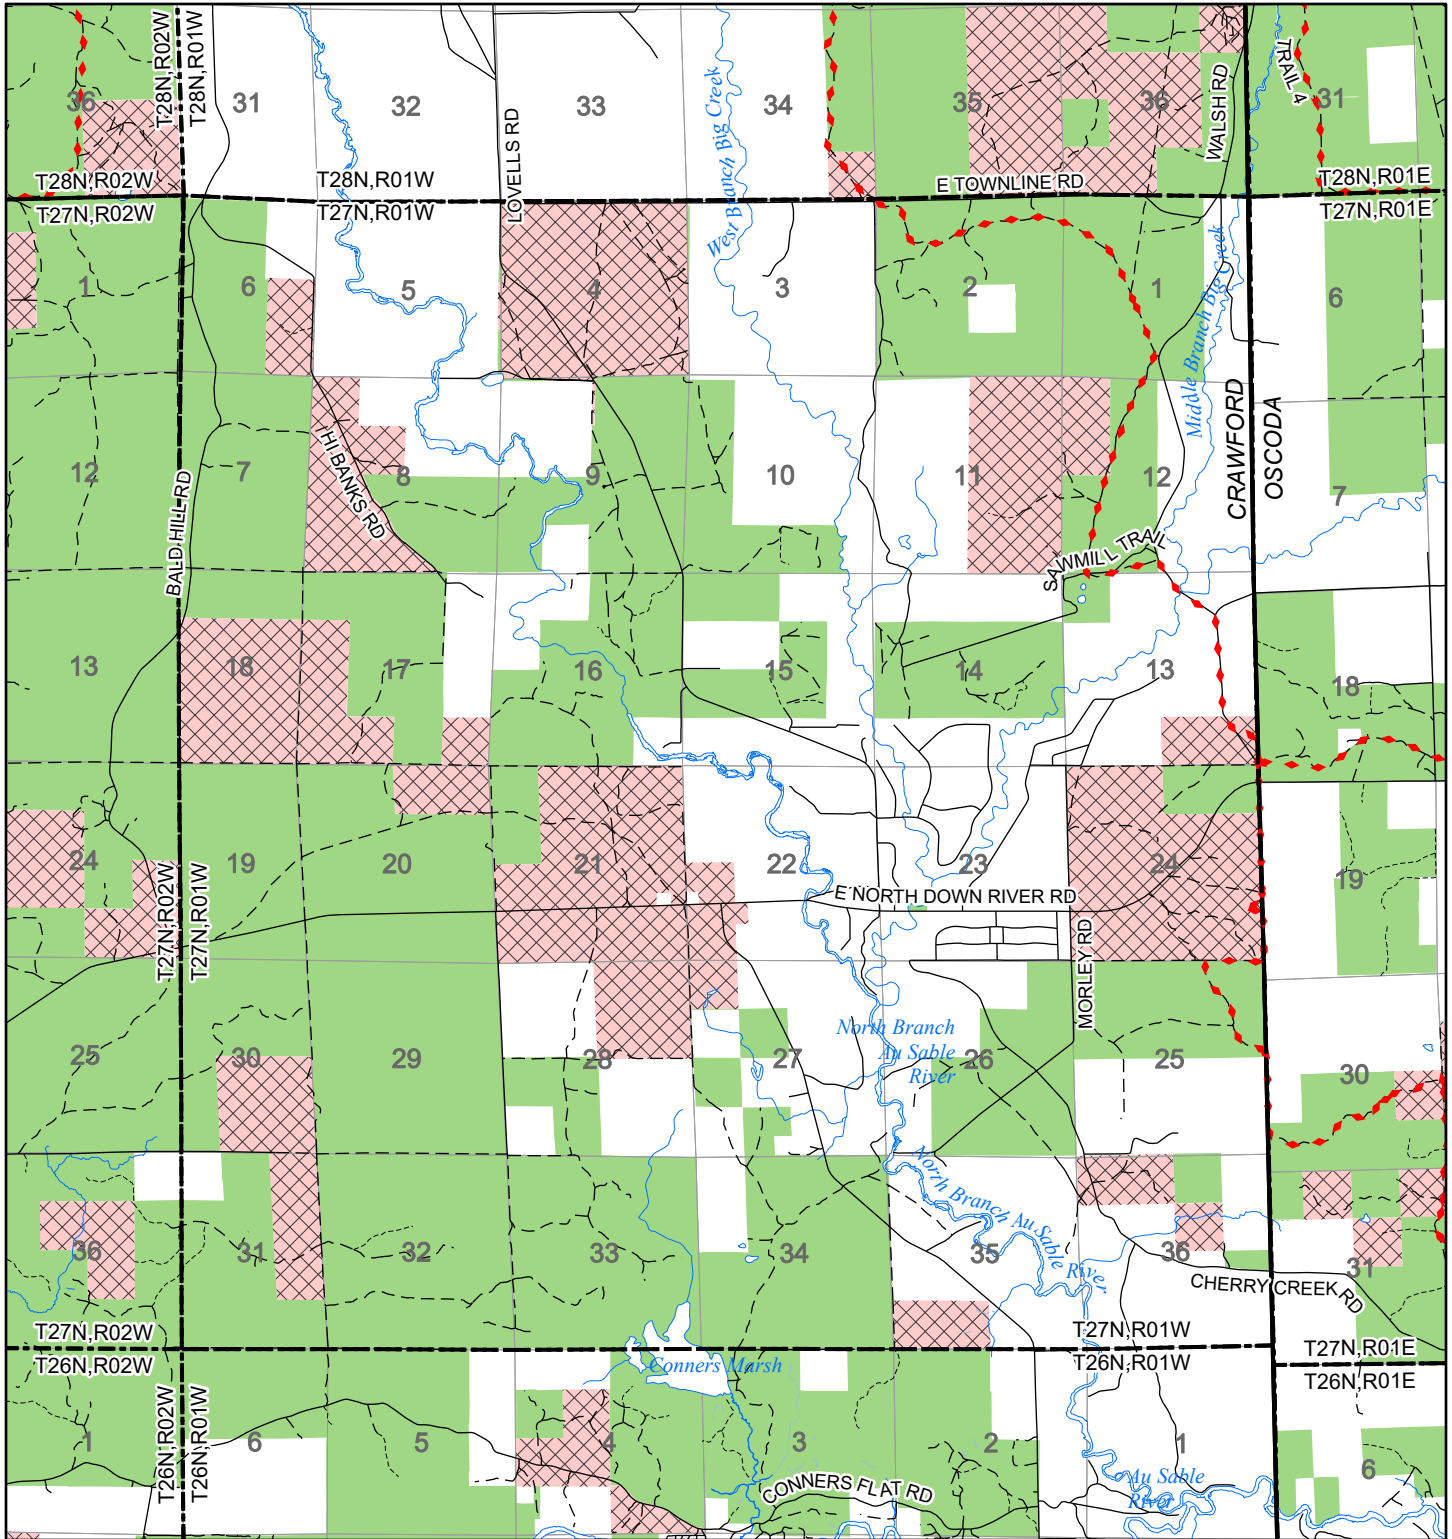 T28N,R02W
T28N,R01W
36
31
32
LOVELLS RD
33
West Branch Big Creek
34
35
36
WALSH RD
TRAIL 4
31
T28N,R02W
T27N,R02W
T28N,R01W
T27N,R01W
E TOWNLINE RD
T28N,R01E
T27N,R01E
1
6
5
4
3
2
1
Middle Branch Big Creek
6
12
BALD HILL RD
7
HI BANKS RD
8
9
10
11
12
CRAWFORD
OSCODA
7
SAWMILL TRAIL
13
18
17
16
15
14
13
18
24
T27N,R02W
T27N,R01W
19
20
21
22
23
E NORTH DOWN RIVER RD
24
19
MORLEY RD
25
30
29
28
27
North Branch
Au Sable
River
26
25
30
36
31
32
33
34
North Branch Au Sable River
35
36
CHERRY CREEK RD
31
T27N,R02W
T26N,R02W
T27N,R01W
T26N,R01W
T27N,R01E
T26N,R01E
Conners Marsh
T26N,R02W
T26N,R01W
1
6
5
4
3
2
1
6
CONNERS FLAT RD
Au Sable
River